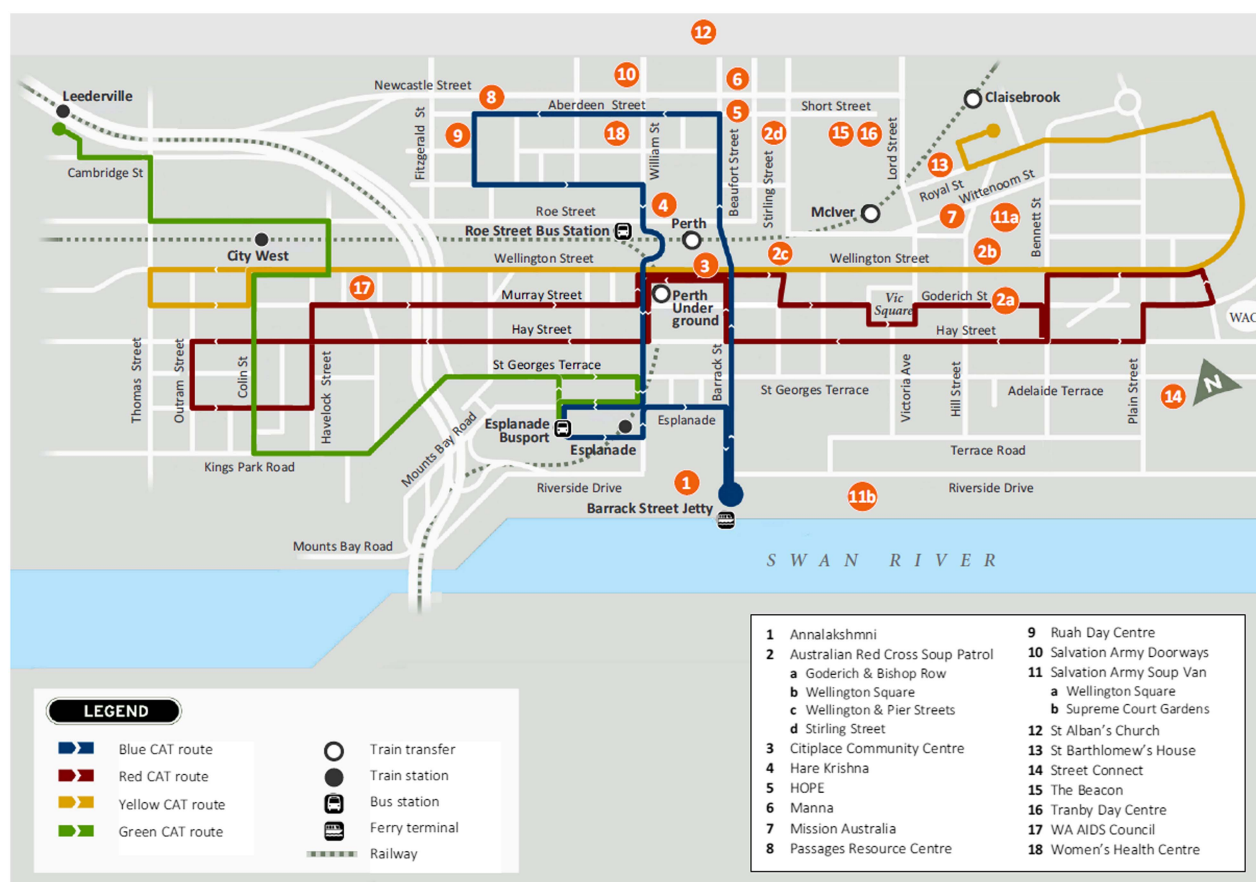 12
Leederville
Newcastle Street
10
6
8
Claisebrook
Aberdeen Street
5
Short Street
Fitzgerald St
9
18
William St
Beaufort Street
2d
Stirling Street
15
16
Lord Street
Cambridge St
13
Royal St
Wittenoom St
4
Roe Street
McIver
7
11a
Bennett St
Roe Street Bus Station
Perth
City West
Wellington Street
3
2c
Wellington Street
2b
17
Murray Street
Perth
Under
ground
Vic
Square
Goderich St
2a
Hay Street
Hay Street
WAC
Thomas Street
Outram Street
Colin St
Havelock Street
St Georges Terrace
Barrack St
St Georges Terrace
Victoria Ave
Hill Street
Adelaide Terrace
Plain Street
14
N
Esplanade
Busport
Esplanade
Esplanade
Mounts Bay Road
Terrace Road
Kings Park Road
1
Riverside Drive
11b
Riverside Drive
Barrack Street Jetty
Mounts Bay Road
SWAN RIVER
LEGEND
Blue CAT route
Red CAT route
Yellow CAT route
Green CAT route
Train transfer
Train station
Bus station
Ferry terminal
Railway
1 Annalakshmni
2 Australian Red Cross Soup Patrol
a Goderich & Bishop Row
b Wellington Square
c Wellington & Pier Streets
d Stirling Street
3 Citiplace Community Centre
4 Hare Krishna
5 HOPE
6 Manna
7 Mission Australia
8 Passages Resource Centre
9 Ruah Day Centre
10 Salvation Army Doorways
11 Salvation Army Soup Van
a Wellington Square
b Supreme Court Gardens
12 St Alban's Church
13 St Barthlomew's House
14 Street Connect
15 The Beacon
16 Tranby Day Centre
17 WA AIDS Council
18 Women's Health Centre